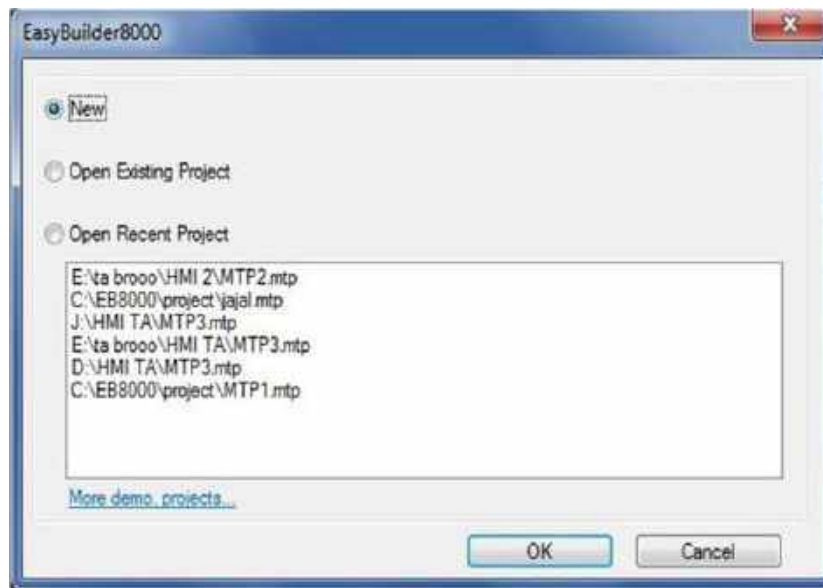 EasyBuilder8000
New
Open Existing Project
Open Recent Project
E:\ta brooo\HMI 2\MTP2.mtp
C:\EB8000\project\jajal.mtp
J:\HMI TA\MTP3.mtp
E:\ta brooo\HMI TA\MTP3.mtp
D:\HMI TA\MTP3.mtp
C:\EB8000\project\MTP1.mtp
More demo. projects...
OK Cancel